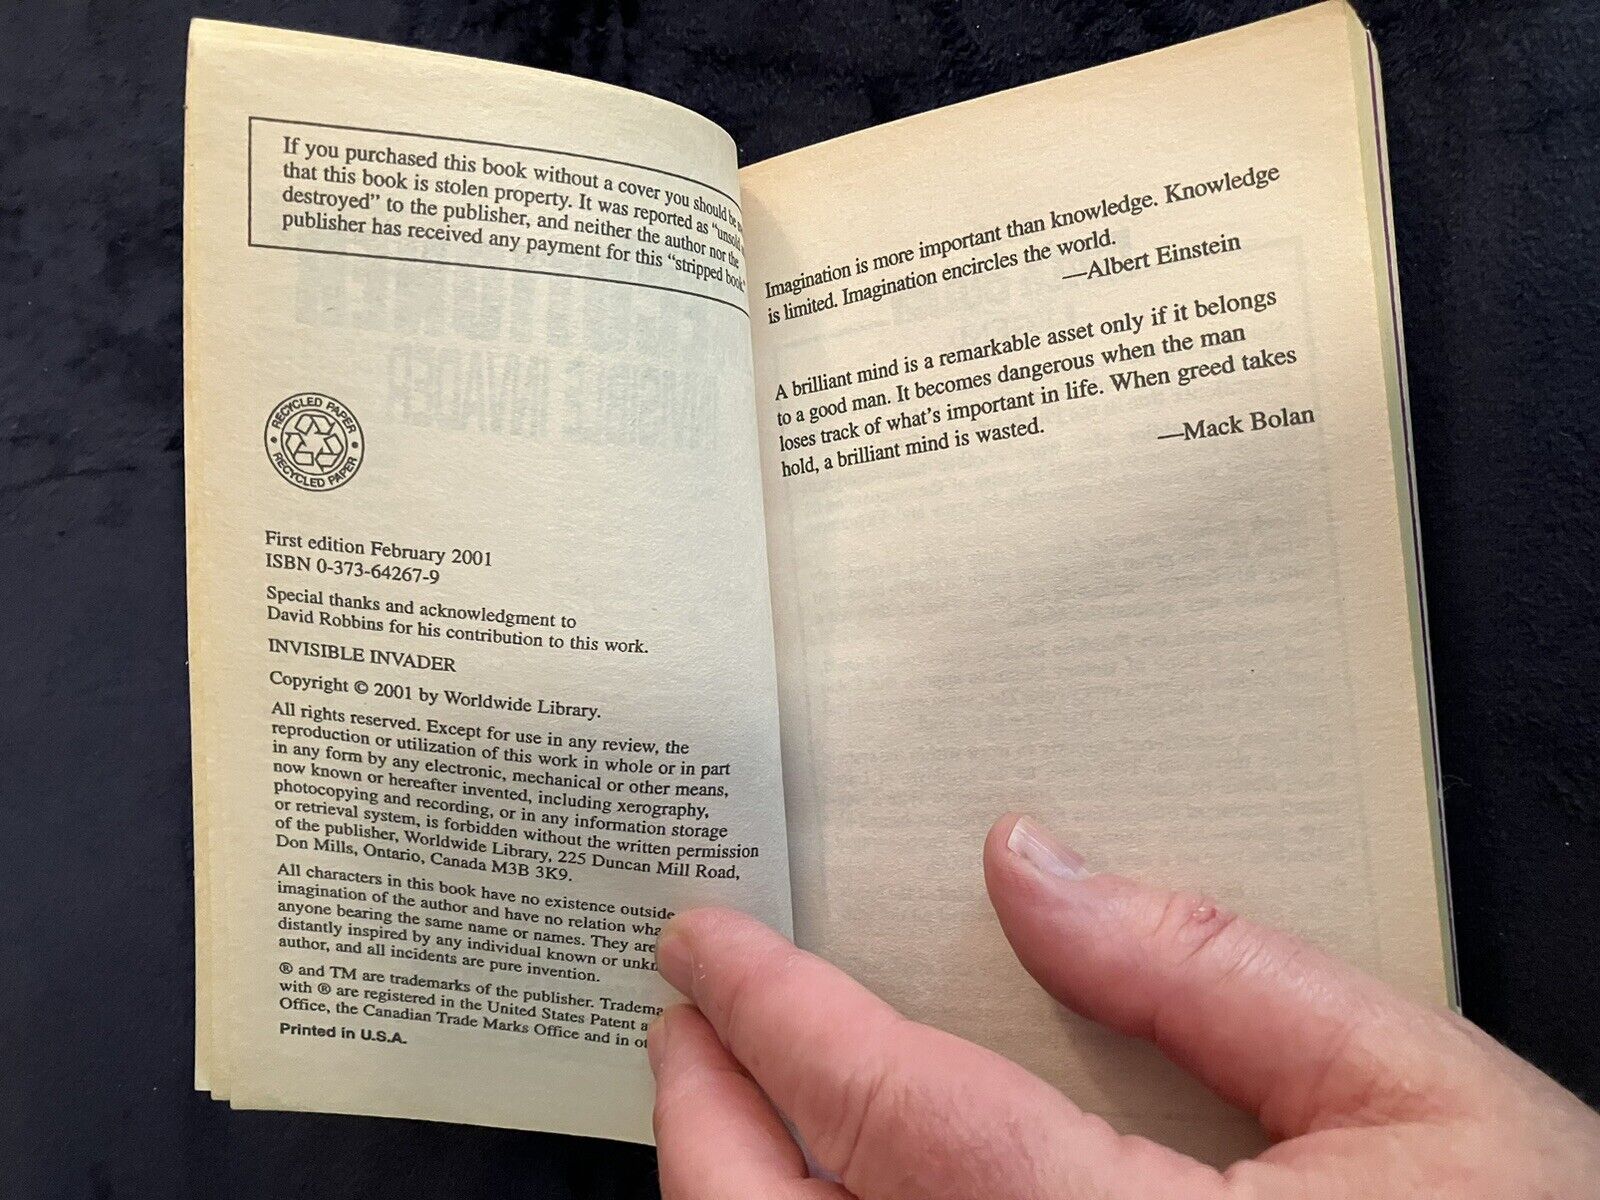 If you purchased this book without a cover you should be
that this book is stolen property. It was reported as "unsold
destroyed" to the publisher, and neither the author nor the
publisher has received any payment for this "stripped book"
RECYCLED PAPER
RECYCLED PAPER
First edition February 2001
ISBN 0-373-64267-9
Special thanks and acknowledgment to
David Robbins for his contribution to this work.
INVISIBLE INVADER
Copyright © 2001 by Worldwide Library.
All rights reserved. Except for use in any review, the
reproduction or utilization of this work in whole or in part
in any form by any electronic, mechanical or other means,
now known or hereafter invented, including xerography,
photocopying and recording, or in any information storage
or retrieval system, is forbidden without the written permission
of the publisher, Worldwide Library, 225 Duncan Mill Road,
Don Mills, Ontario, Canada M3B 3K9.
All characters in this book have no existence outside
imagination of the author and have no relation
anyone bearing the same name or names. They are
distantly inspired by any individual known or
author, and all incidents are pure invention.
® and TM are trademarks of the publisher.
with ® are registered in the United States Patent
Office, the Canadian Trade Marks Office and in
Printed in U.S.A.
Imagination is more important than knowledge. Knowledge
is limited. Imagination encircles the world.
—Albert Einstein
A brilliant mind is a remarkable asset only if it belongs
to a good man. It becomes dangerous when the man
loses track of what's important in life. When greed takes
hold, a brilliant mind is wasted.
—Mack Bolan